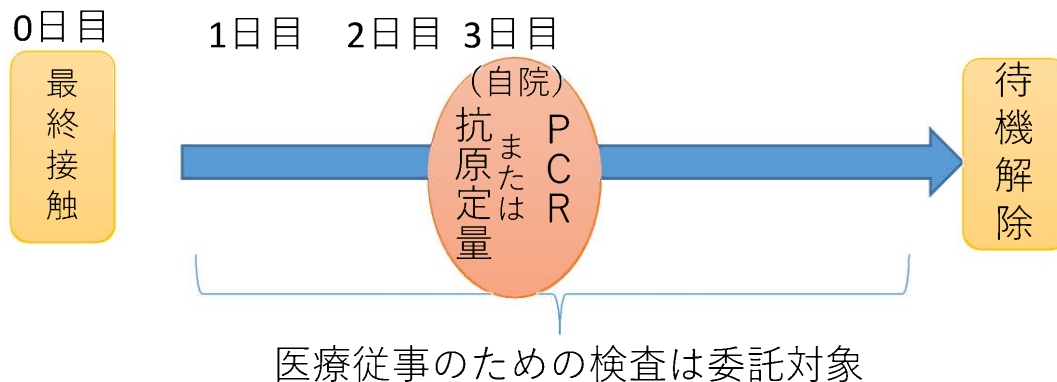 0日目
1日目 2日目 3日目
最終接触
（自院）
PCR
または
抗原定量
待機解除
医療従事のための検査は委託対象